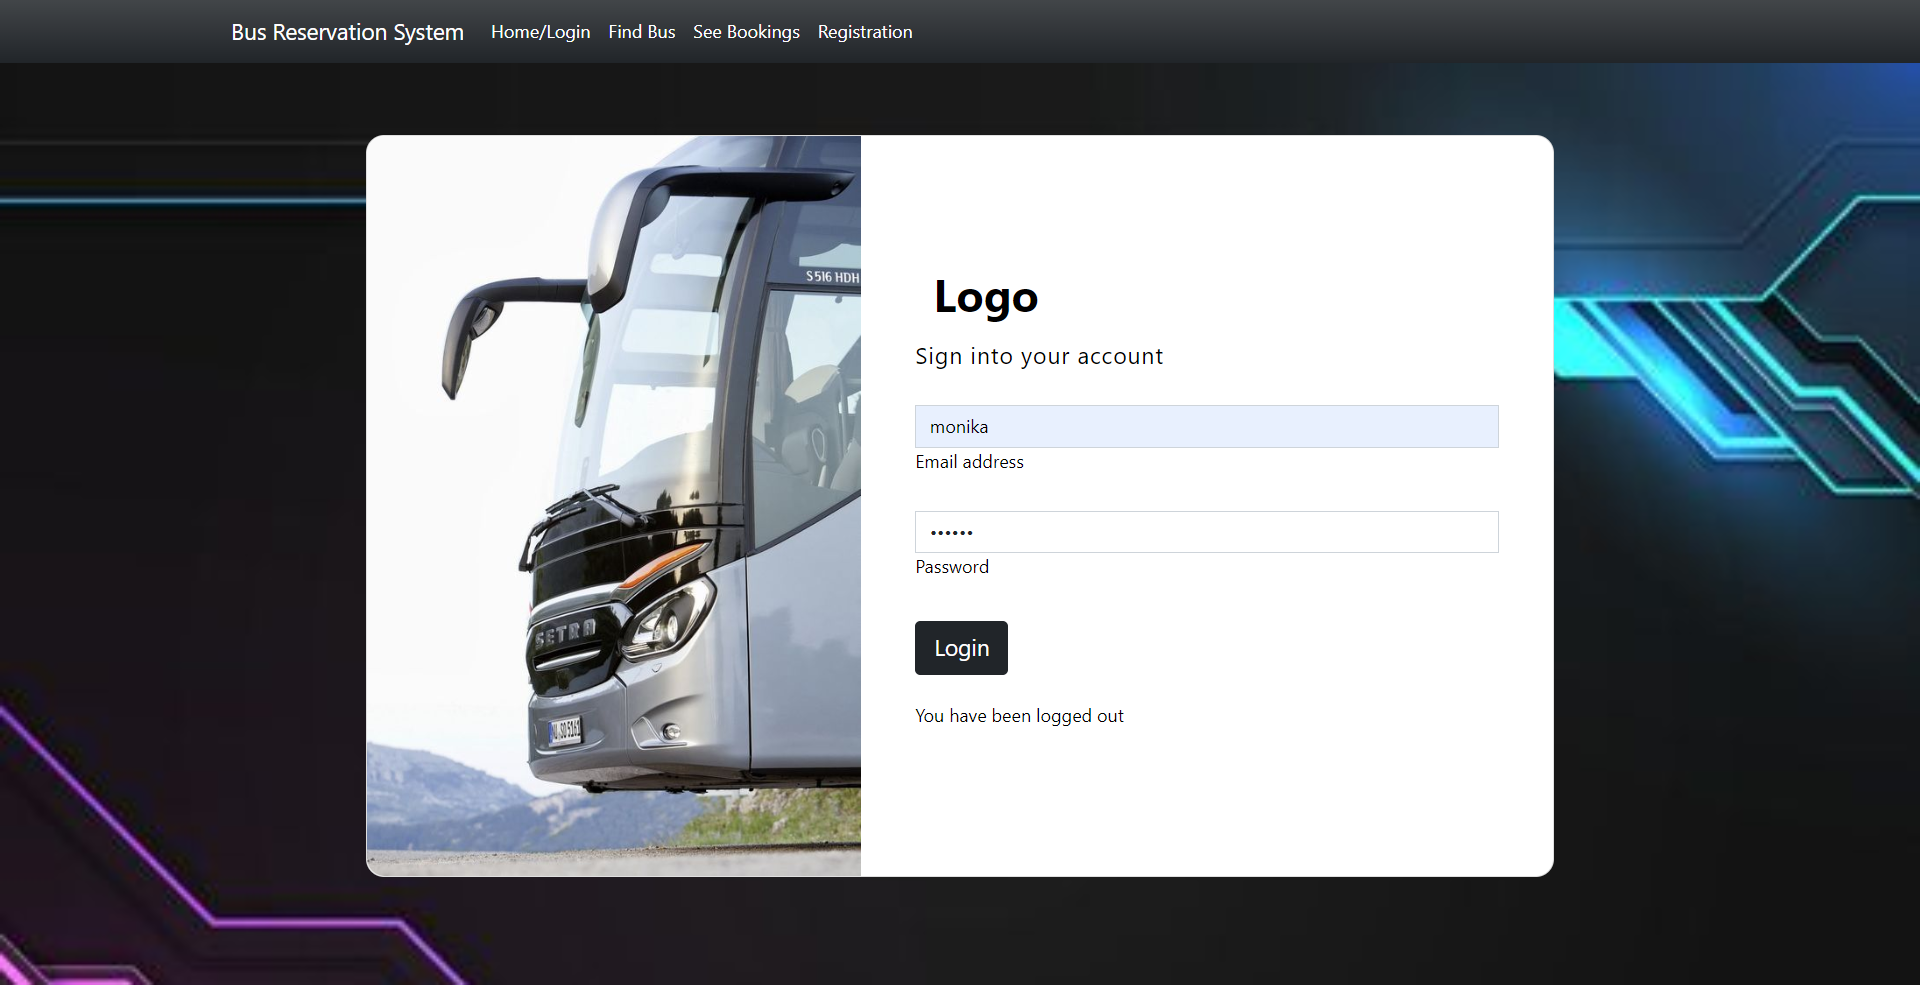 Bus Reservation System Home/Login Find Bus See Bookings Registration
S 516 HDH
SETRA
Logo
Sign into your account
monika
Email address
••••••
Password
Login
You have been logged out